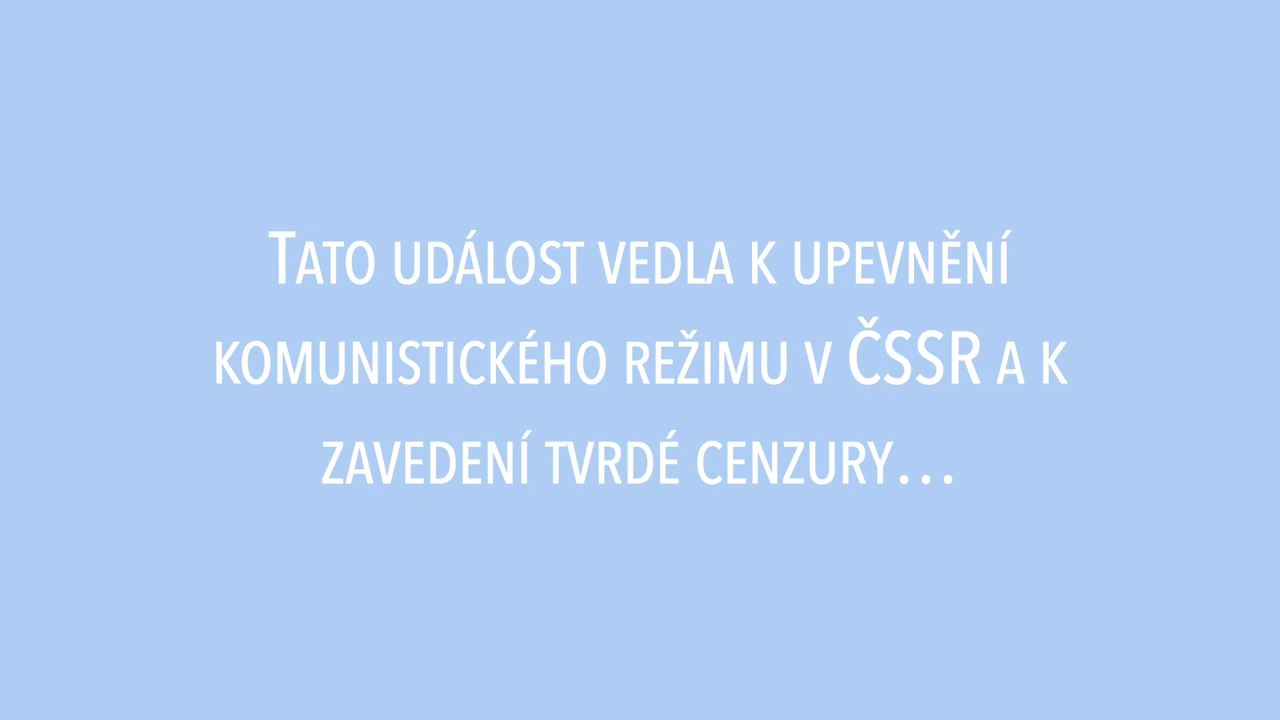 Tato událost vedla k upevnění
komunistického režimu v ČSSR a k
zavedení tvrdé cenzury...